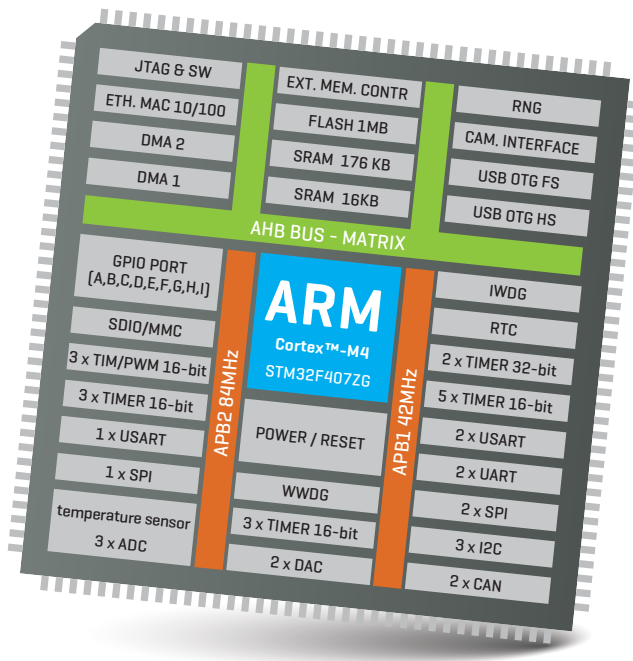 JTAG & SW
ETH. MAC 10/100
DMA 2
DMA 1
EXT. MEM. CONTR
FLASH 1MB
SRAM 176 KB
SRAM 16KB
RNG
CAM. INTERFACE
USB OTG FS
USB OTG HS
AHB BUS - MATRIX
GPIO PORT
(A,B,C,D,E,F,G,H,I)
SDIO/MMC
3 x TIM/PWM 16-bit
3 x TIMER 16-bit
1 x USART
1 x SPI
temperature sensor
3 x ADC
APB2 84MHz
ARM
Cortex™-M4
STM32F407ZG
POWER / RESET
WWDG
3 x TIMER 16-bit
2 x DAC
APB1 42MHz
IWDG
RTC
2 x TIMER 32-bit
5 x TIMER 16-bit
2 x USART
2 x UART
2 x SPI
3 x I2C
2 x CAN